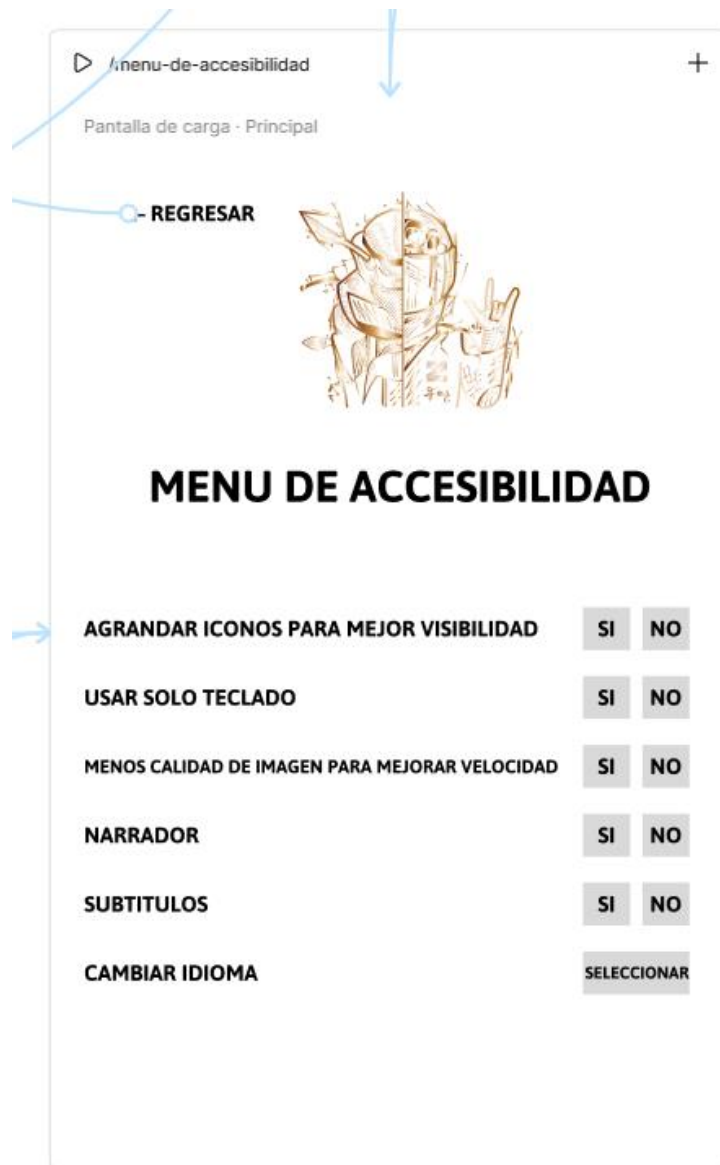 /menu-de-accesibilidad
Pantalla de carga · Principal
- REGRESAR
MENU DE ACCESIBILIDAD
AGRANDAR ICONOS PARA MEJOR VISIBILIDAD SI NO
USAR SOLO TECLADO SI NO
MENOS CALIDAD DE IMAGEN PARA MEJORAR VELOCIDAD SI NO
NARRADOR SI NO
SUBTITULOS SI NO
CAMBIAR IDIOMA SELECCIONAR